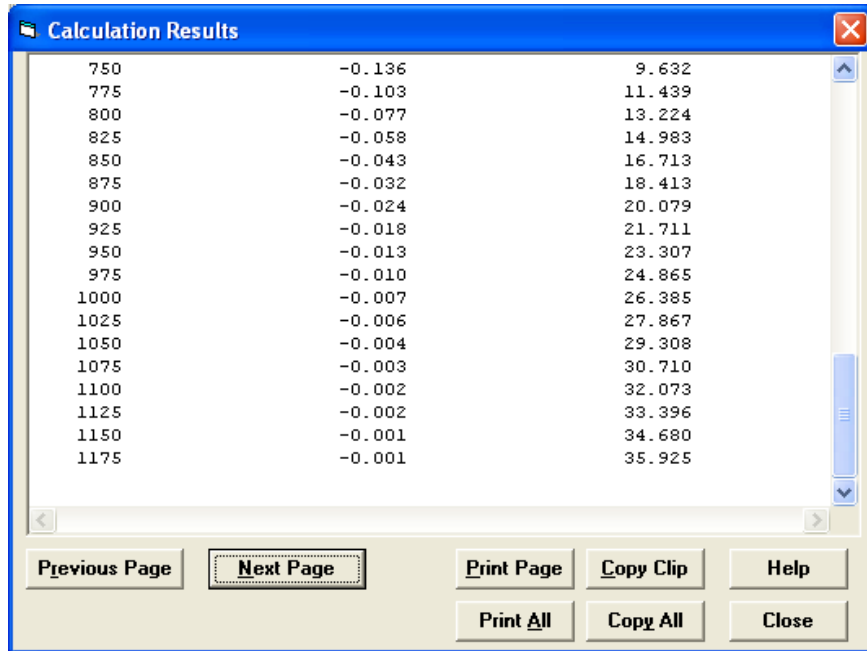 Calculation Results
750 -0.136 9.632
775 -0.103 11.439
800 -0.077 13.224
825 -0.058 14.983
850 -0.043 16.713
875 -0.032 18.413
900 -0.024 20.079
925 -0.018 21.711
950 -0.013 23.307
975 -0.010 24.865
1000 -0.007 26.385
1025 -0.006 27.867
1050 -0.004 29.308
1075 -0.003 30.710
1100 -0.002 32.073
1125 -0.002 33.396
1150 -0.001 34.680
1175 -0.001 35.925
Previous Page Next Page Print Page Copy Clip Help
Print All Copy All Close